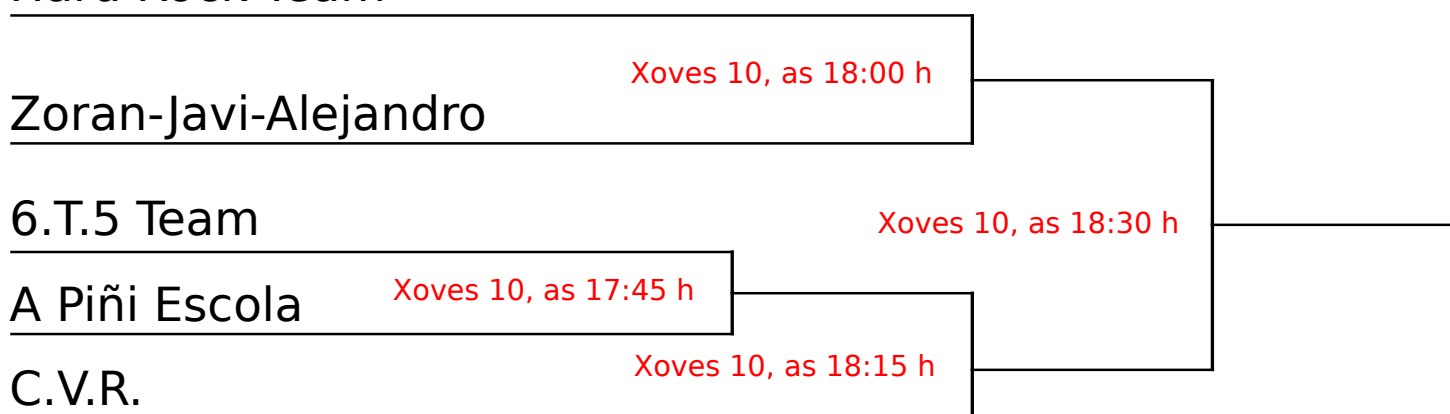 Xoves 10, as 18:00 h
Zoran-Javi-Alejandro
6.T.5 Team
Xoves 10, as 18:30 h
A Piñi Escola
Xoves 10, as 17:45 h
Xoves 10, as 18:15 h
C.V.R.